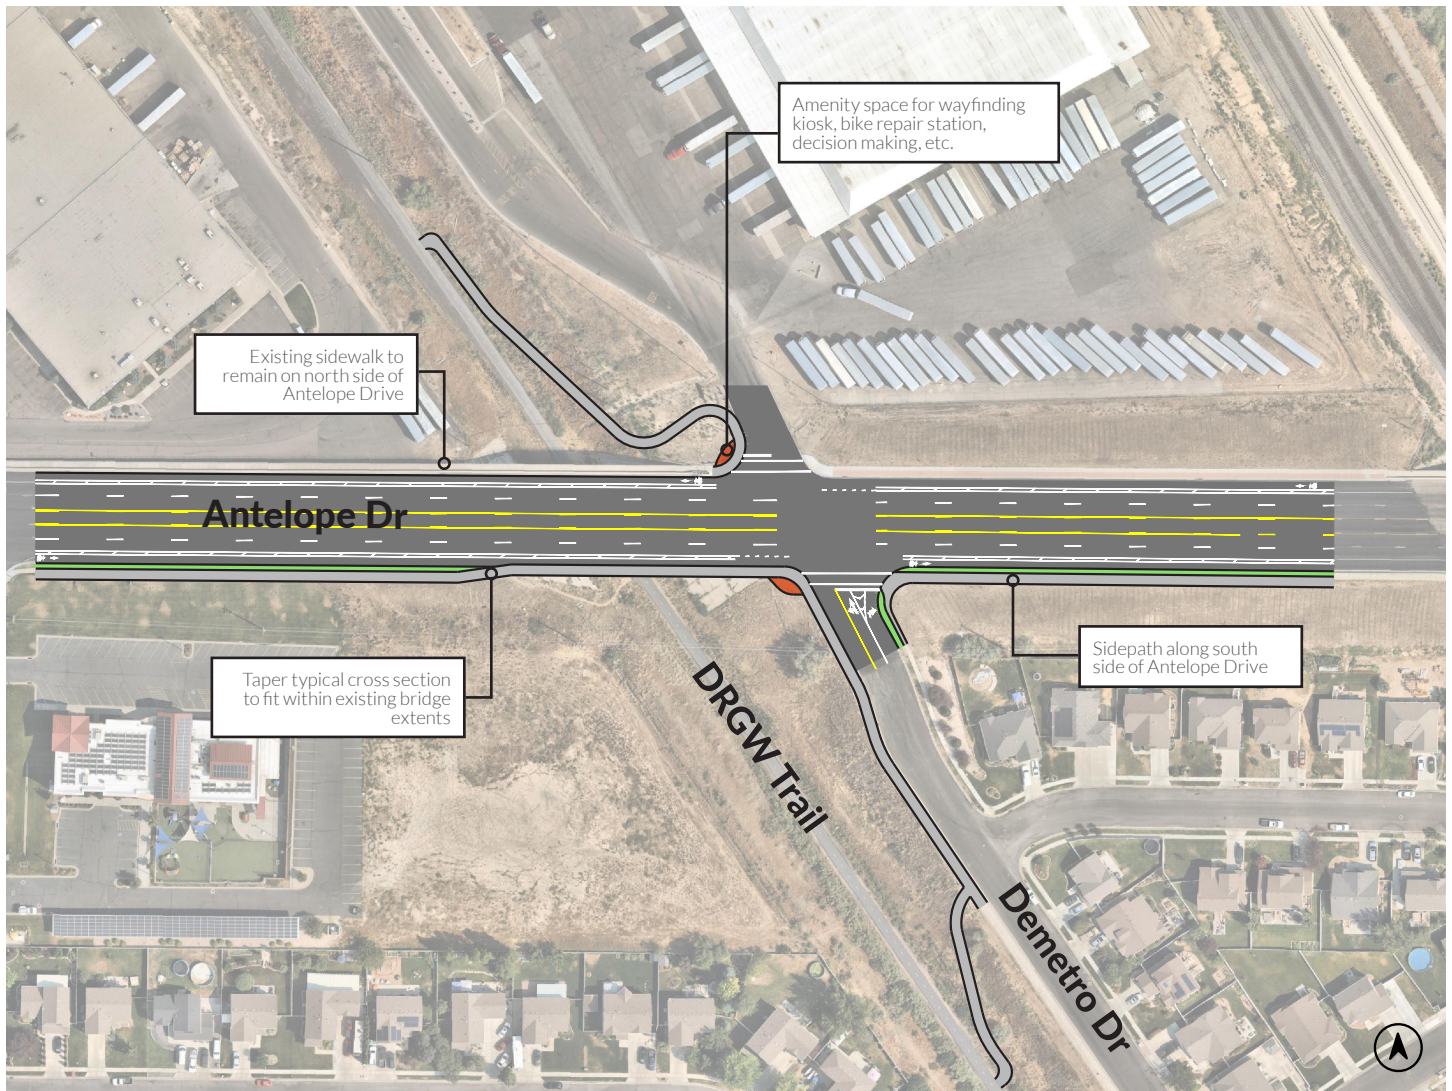 Amenity space for wayfinding
kiosk, bike repair station,
decision making, etc.
Existing sidewalk to
remain on north side of
Antelope Drive
Antelope Dr
Taper typical cross section
to fit within existing bridge
extents
Sidepath along south
side of Antelope Drive
DRGW Trail
Demetro Dr